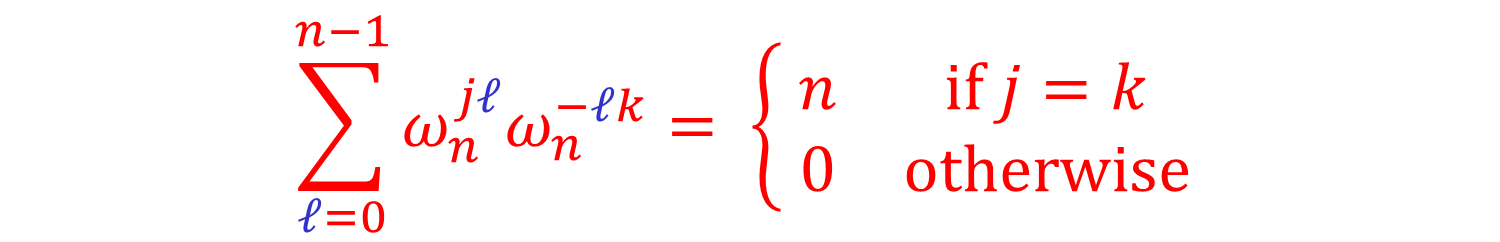 n−1
∑ ω_n^{jℓ} ω_n^{−ℓk} = { n if j = k
0 otherwise
ℓ=0